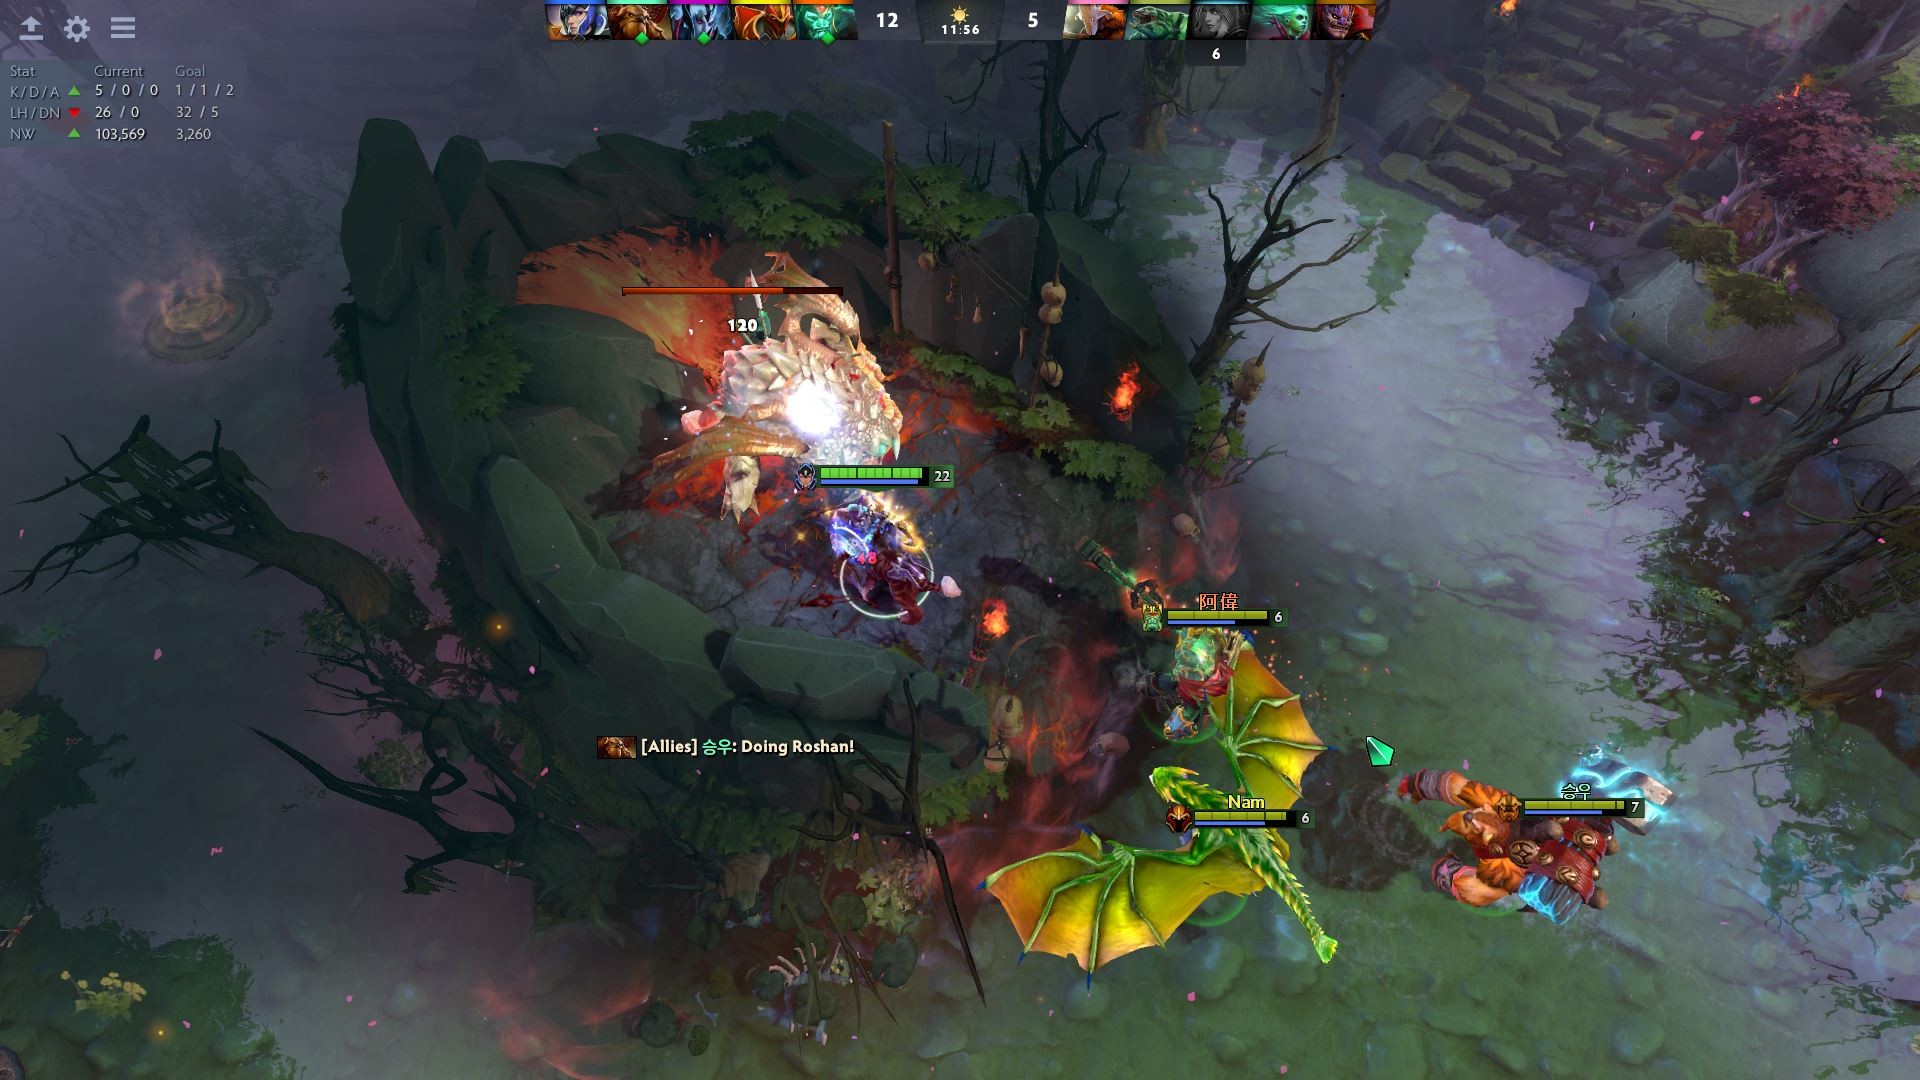 12
11:56
5
6
Stat Current Goal
K / D / A 5 / 0 / 0 1 / 1 / 2
LH / DN 26 / 0 32 / 5
NW 103,569 3,260
120
22
+8
阿偉
6
[Allies] 승우: Doing Roshan!
Nam
6
승우
7